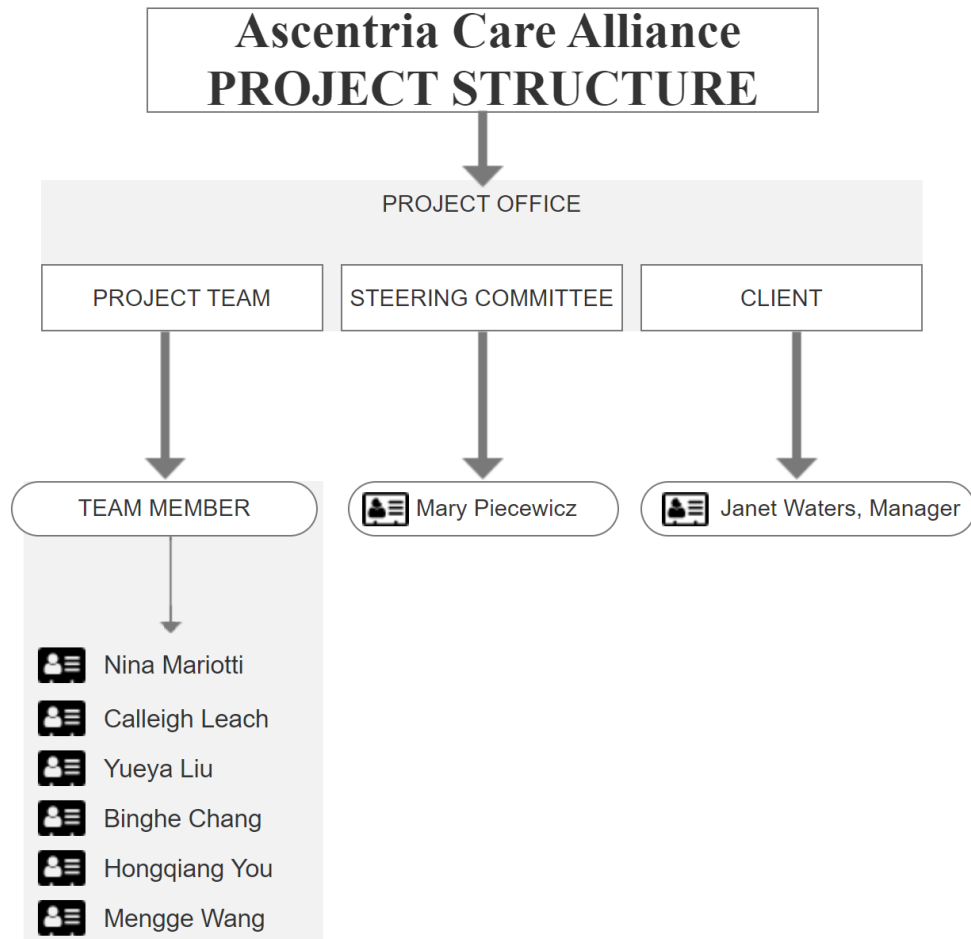 Ascentria Care Alliance
PROJECT STRUCTURE
PROJECT OFFICE
PROJECT TEAM
STEERING COMMITTEE
CLIENT
TEAM MEMBER
Mary Piecewicz
Janet Waters, Manager
Nina Mariotti
Calleigh Leach
Yueya Liu
Binghe Chang
Hongqiang You
Mengge Wang